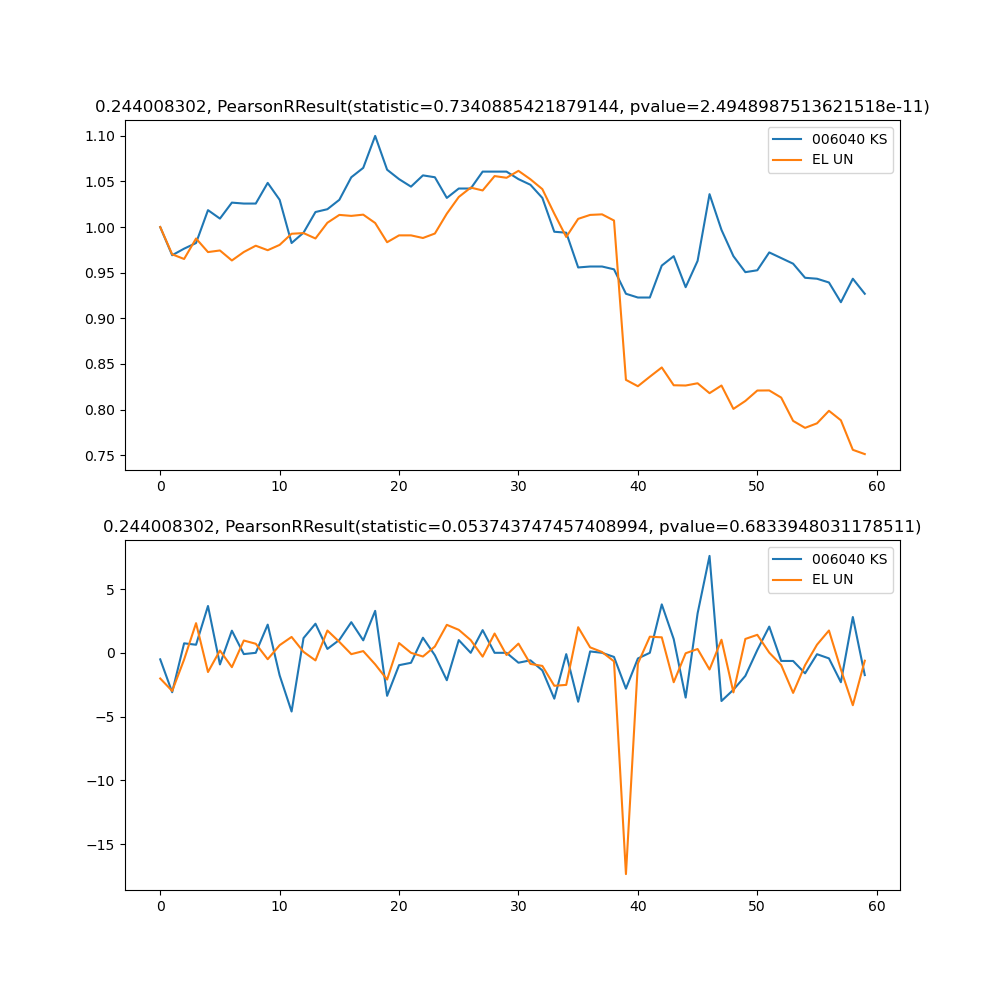 0.244008302, PearsonRResult(statistic=0.7340885421879144, pvalue=2.4948987513621518e-11)
006040 KS
EL UN
1.10
1.05
1.00
0.95
0.90
0.85
0.80
0.75
0 10 20 30 40 50 60
0.244008302, PearsonRResult(statistic=0.053743747457408994, pvalue=0.6833948031178511)
006040 KS
EL UN
5
0
−5
−10
−15
0 10 20 30 40 50 60